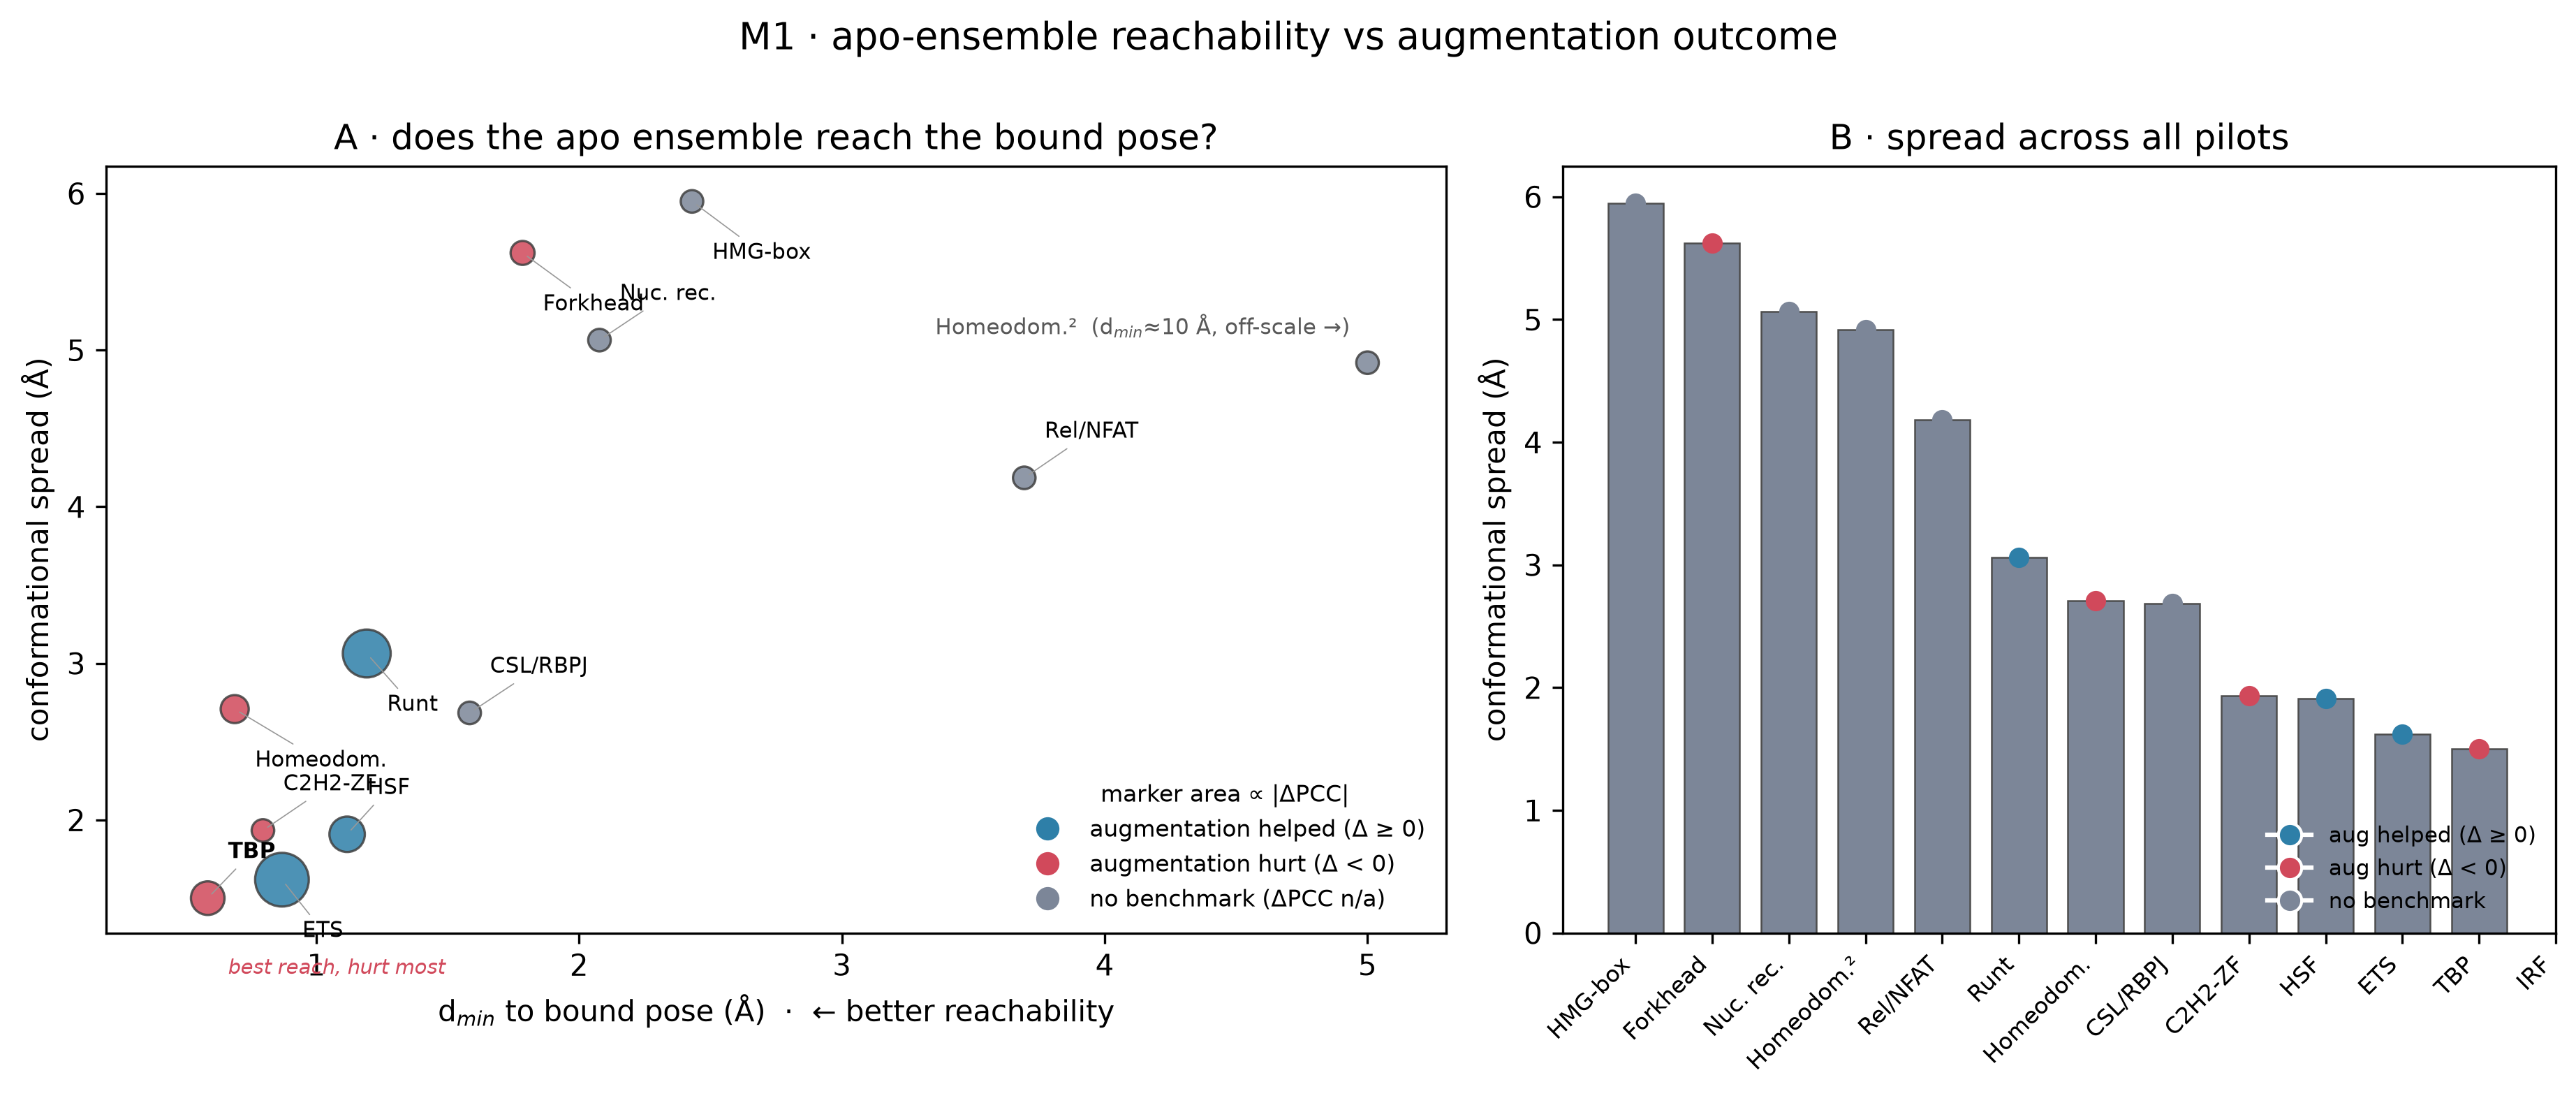 M1 · apo-ensemble reachability vs augmentation outcome
A · does the apo ensemble reach the bound pose?
conformational spread (Å)
6
5
4
3
2
HMG-box
Forkhead
Nuc. rec.
Homeodom.² (dmin≈10 Å, off-scale →)
Rel/NFAT
CSL/RBPJ
Runt
Homeodom.
C2H2-ZF
HSF
TBP
ETS
marker area ∝ |ΔPCC|
augmentation helped (Δ ≥ 0)
augmentation hurt (Δ < 0)
no benchmark (ΔPCC n/a)
1
2
3
4
5
best reach, hurt most
dmin to bound pose (Å) · ← better reachability
B · spread across all pilots
conformational spread (Å)
6
5
4
3
2
1
0
aug helped (Δ ≥ 0)
aug hurt (Δ < 0)
no benchmark
HMG-box
Forkhead
Nuc. rec.
Homeodom.²
Rel/NFAT
Runt
Homeodom.
CSL/RBPJ
C2H2-ZF
HSF
ETS
TBP
IRF